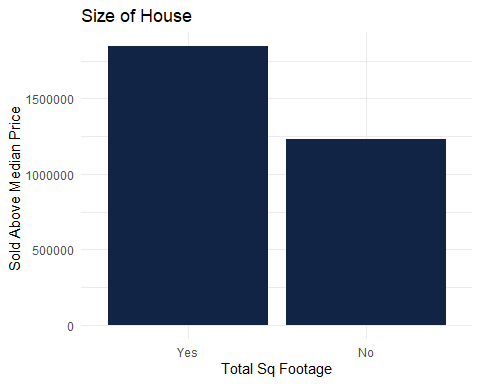 Size of House
Sold Above Median Price
1500000
1000000
500000
0
Yes
No
Total Sq Footage